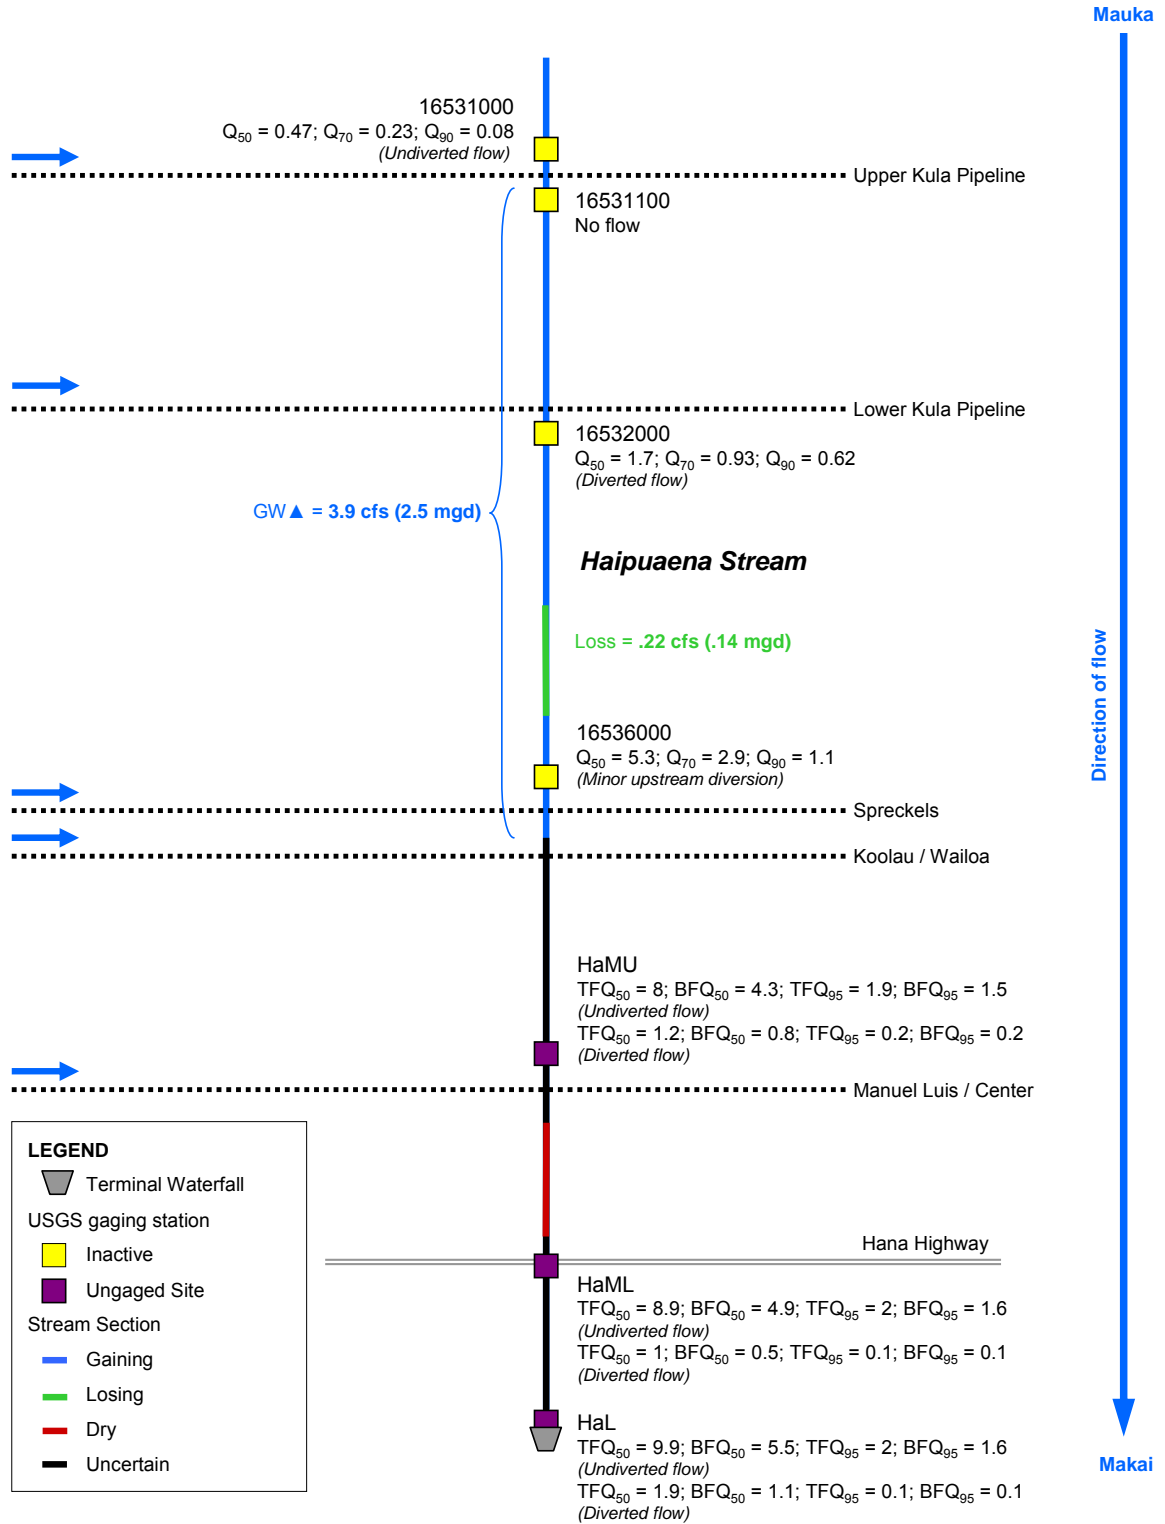 Mauka
16531000
Q50 = 0.47; Q70 = 0.23; Q90 = 0.08
(Undiverted flow)
Upper Kula Pipeline
16531100
No flow
Lower Kula Pipeline
16532000
Q50 = 1.7; Q70 = 0.93; Q90 = 0.62
(Diverted flow)
GW▲ = 3.9 cfs (2.5 mgd)
Haipuaena Stream
Loss = .22 cfs (.14 mgd)
Direction of flow
16536000
Q50 = 5.3; Q70 = 2.9; Q90 = 1.1
(Minor upstream diversion)
Spreckels
Koolau / Wailoa
HaMU
TFQ50 = 8; BFQ50 = 4.3; TFQ95 = 1.9; BFQ95 = 1.5
(Undiverted flow)
TFQ50 = 1.2; BFQ50 = 0.8; TFQ95 = 0.2; BFQ95 = 0.2
(Diverted flow)
Manuel Luis / Center
LEGEND
Terminal Waterfall
USGS gaging station
Inactive
Ungaged Site
Stream Section
Gaining
Losing
Dry
Uncertain
Hana Highway
HaML
TFQ50 = 8.9; BFQ50 = 4.9; TFQ95 = 2; BFQ95 = 1.6
(Undiverted flow)
TFQ50 = 1; BFQ50 = 0.5; TFQ95 = 0.1; BFQ95 = 0.1
(Diverted flow)
HaL
TFQ50 = 9.9; BFQ50 = 5.5; TFQ95 = 2; BFQ95 = 1.6
(Undiverted flow)
TFQ50 = 1.9; BFQ50 = 1.1; TFQ95 = 0.1; BFQ95 = 0.1
(Diverted flow)
Makai